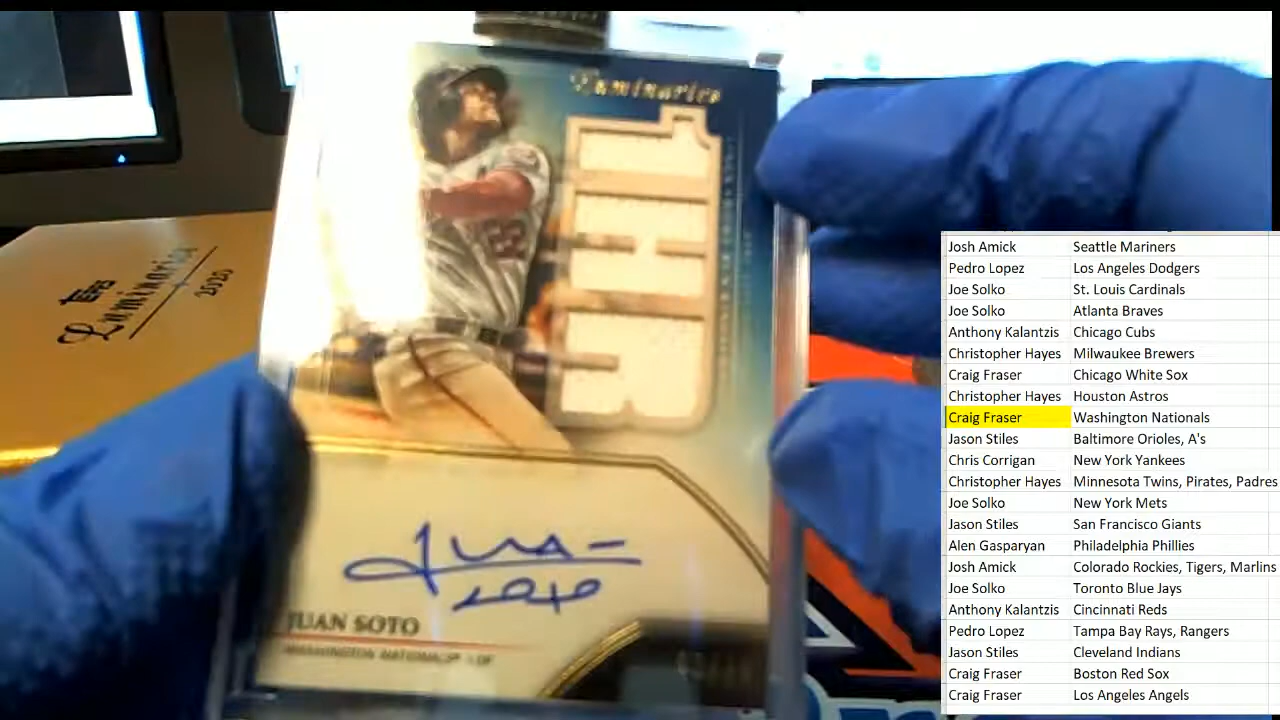 Luminaries
TOPPS
Luminaries
2020
HR
Juan Soto
JUAN SOTO
WASHINGTON NATIONALS® | OF
Josh Amick Seattle Mariners
Pedro Lopez Los Angeles Dodgers
Joe Solko St. Louis Cardinals
Joe Solko Atlanta Braves
Anthony Kalantzis Chicago Cubs
Christopher Hayes Milwaukee Brewers
Craig Fraser Chicago White Sox
Christopher Hayes Houston Astros
Craig Fraser Washington Nationals
Jason Stiles Baltimore Orioles, A's
Chris Corrigan New York Yankees
Christopher Hayes Minnesota Twins, Pirates, Padres
Joe Solko New York Mets
Jason Stiles San Francisco Giants
Alen Gasparyan Philadelphia Phillies
Josh Amick Colorado Rockies, Tigers, Marlins
Joe Solko Toronto Blue Jays
Anthony Kalantzis Cincinnati Reds
Pedro Lopez Tampa Bay Rays, Rangers
Jason Stiles Cleveland Indians
Craig Fraser Boston Red Sox
Craig Fraser Los Angeles Angels